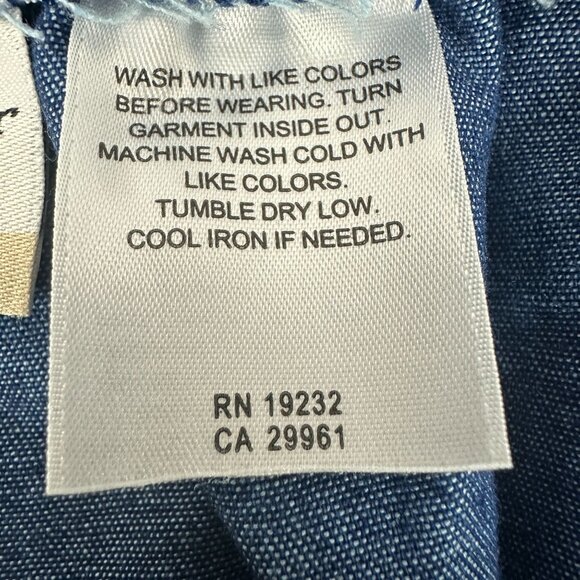 WASH WITH LIKE COLORS
BEFORE WEARING. TURN
GARMENT INSIDE OUT.
MACHINE WASH COLD WITH
LIKE COLORS.
TUMBLE DRY LOW.
COOL IRON IF NEEDED.
RN 19232
CA 29961